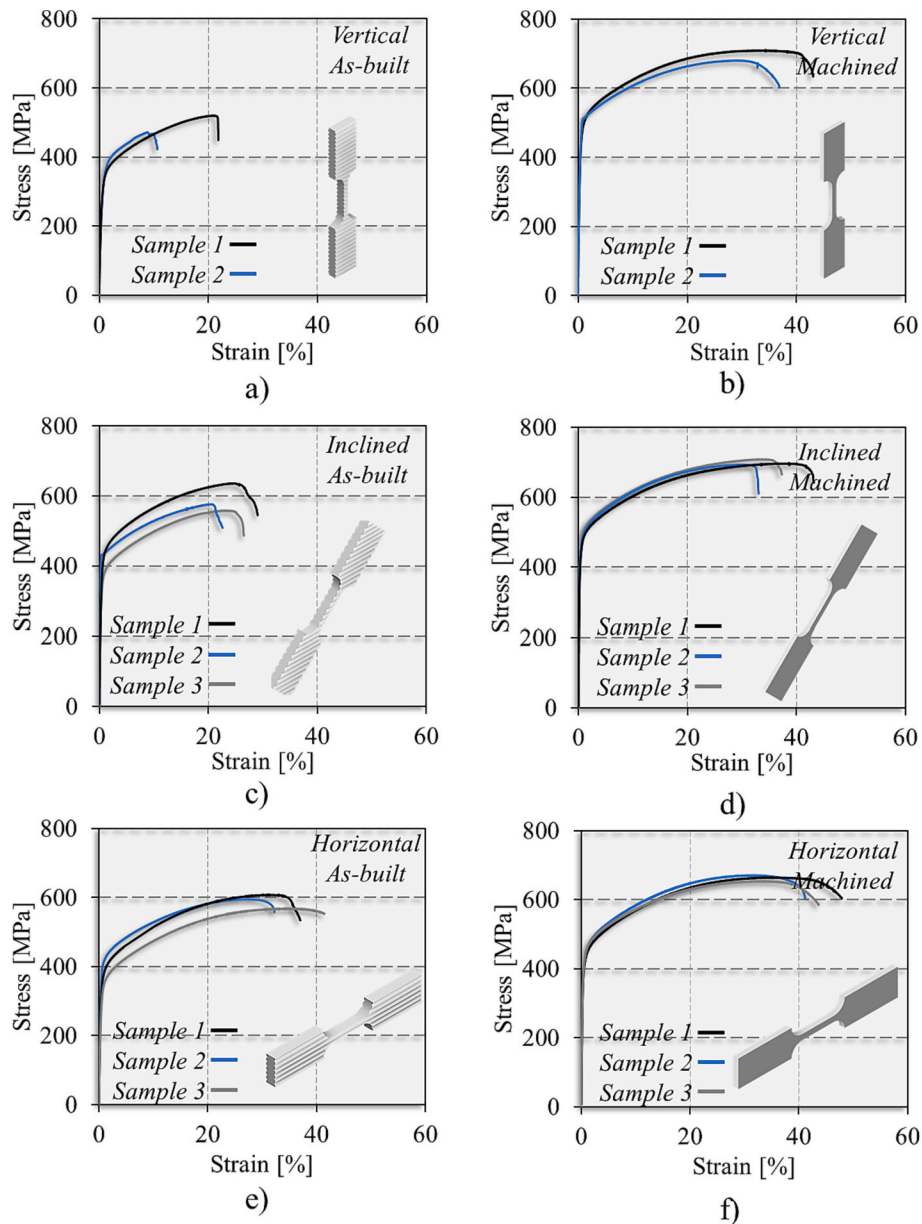 800
Vertical
As-built
600
400
200
0
Stress [MPa]
Sample 1
Sample 2
0 20 40 60
Strain [%]
a)
800
Vertical
Machined
600
400
200
0
Stress [MPa]
Sample 1
Sample 2
0 20 40 60
Strain [%]
b)
800
Inclined
As-built
600
400
200
0
Stress [MPa]
Sample 1
Sample 2
Sample 3
0 20 40 60
Strain [%]
c)
800
Inclined
Machined
600
400
200
0
Stress [MPa]
Sample 1
Sample 2
Sample 3
0 20 40 60
Strain [%]
d)
800
Horizontal
As-built
600
400
200
0
Stress [MPa]
Sample 1
Sample 2
Sample 3
0 20 40 60
Strain [%]
e)
800
Horizontal
Machined
600
400
200
0
Stress [MPa]
Sample 1
Sample 2
Sample 3
0 20 40 60
Strain [%]
f)